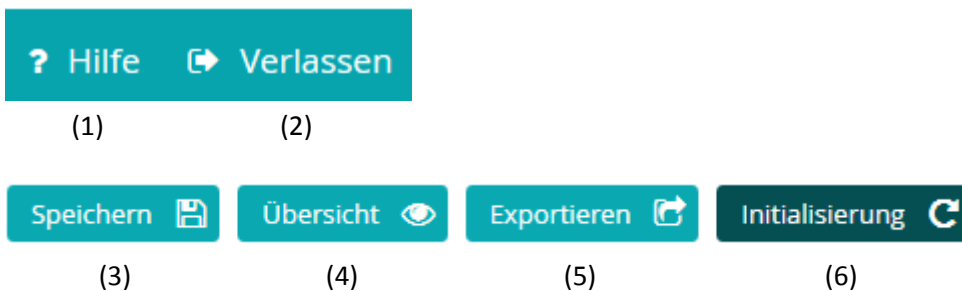 ? Hilfe Verlassen
(1) (2)
Speichern Übersicht Exportieren Initialisierung
(3) (4) (5) (6)